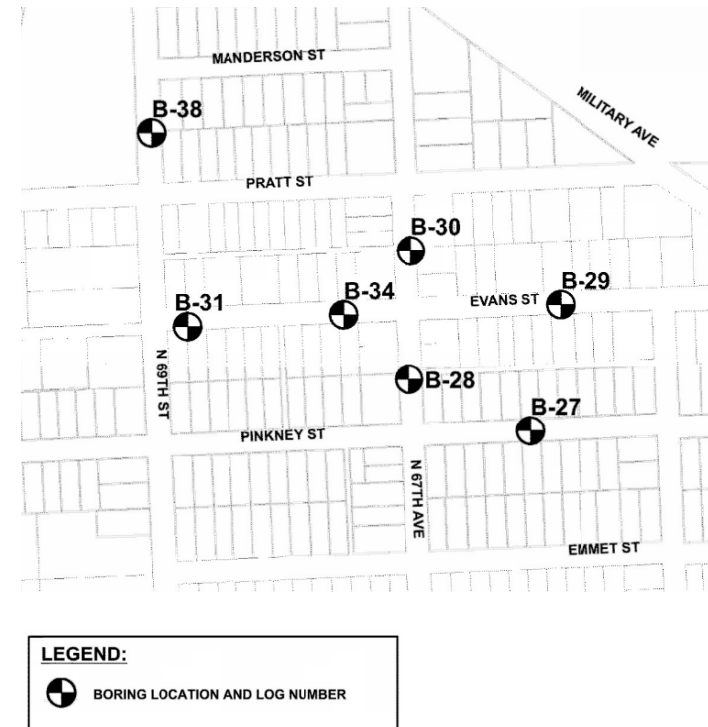 MANDERSON ST
MILITARY AVE
B-38
PRATT ST
B-30
B-29
B-34
EVANS ST
B-31
N 69TH ST
B-28
B-27
PINKNEY ST
N 67TH AVE
EMMET ST
LEGEND:
BORING LOCATION AND LOG NUMBER